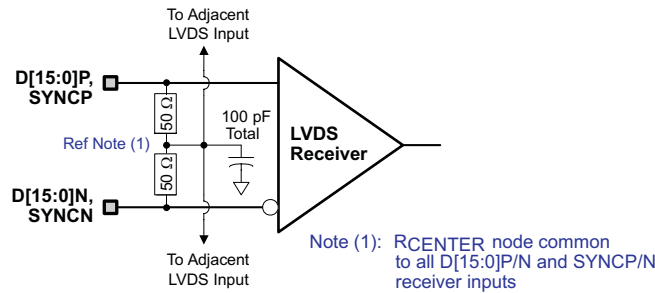 To Adjacent
LVDS Input
D[15:0]P,
SYNCP
50 Ω
100 pF
Total
LVDS
Receiver
Ref Note (1)
50 Ω
D[15:0]N,
SYNCN
To Adjacent
LVDS Input
Note (1): RCENTER node common
to all D[15:0]P/N and SYNCP/N
receiver inputs